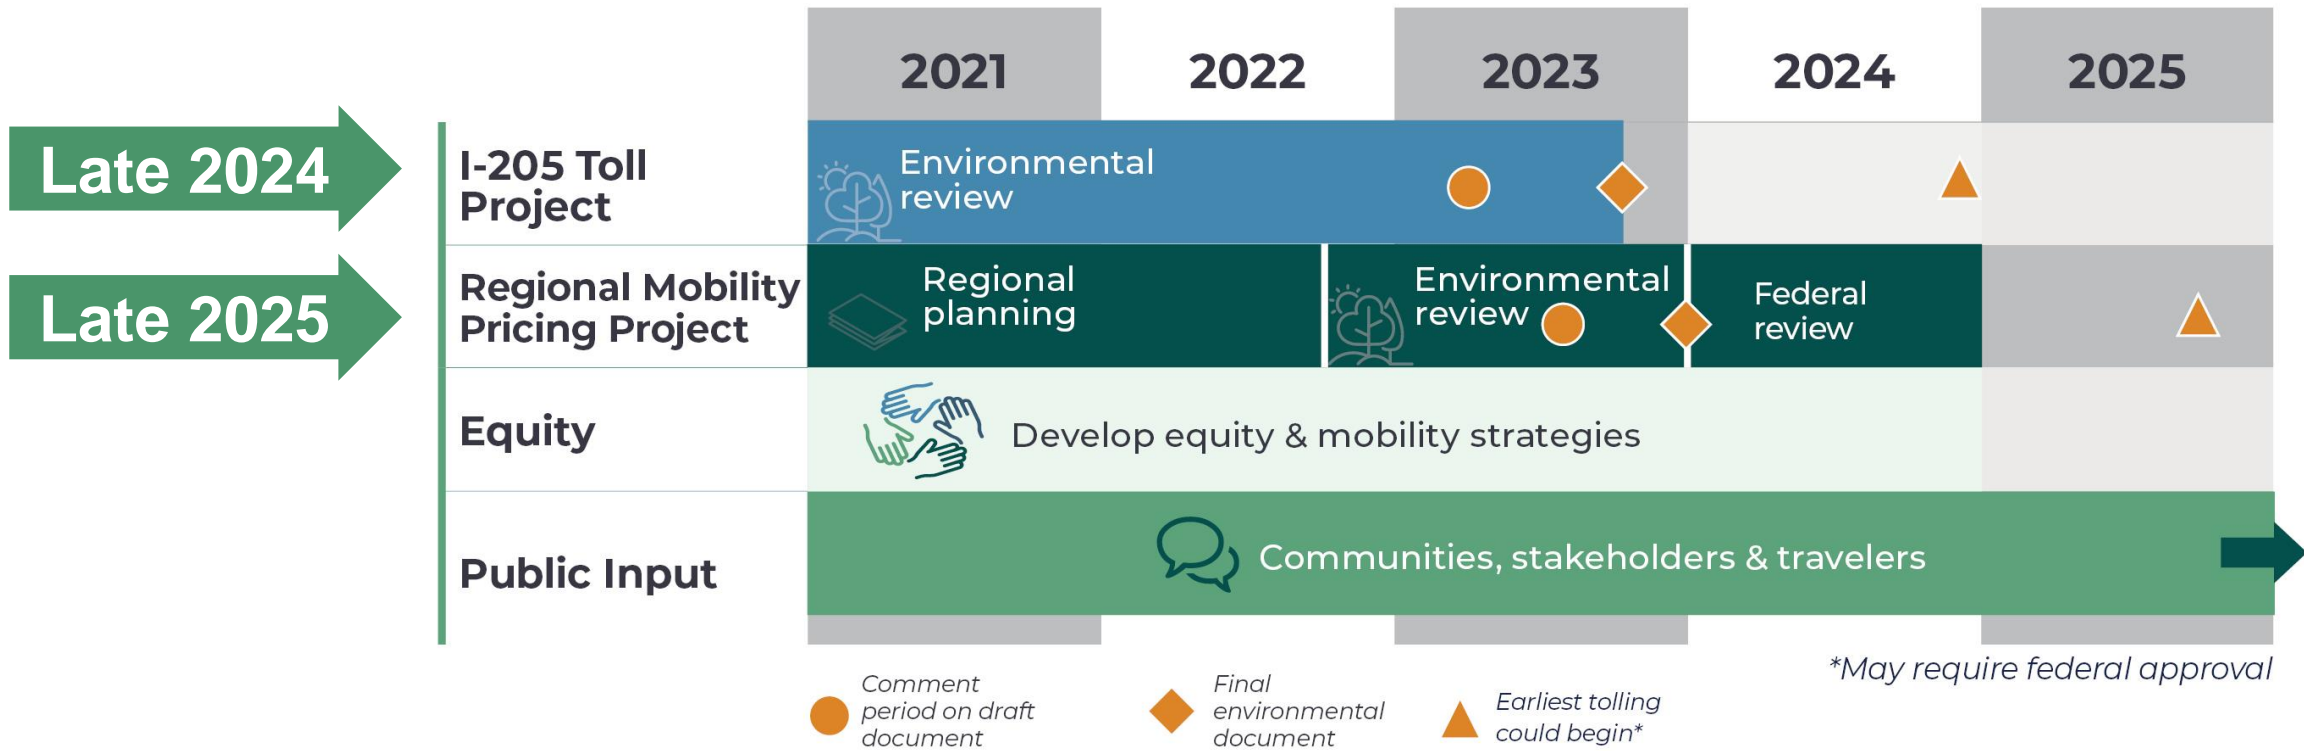 2021 2022 2023 2024 2025
Late 2024
I-205 Toll
Project
Environmental
review
Late 2025
Regional Mobility
Pricing Project
Regional
planning
Environmental
review
Federal
review
Equity
Develop equity & mobility strategies
Public Input
Communities, stakeholders & travelers
*May require federal approval
Comment
period on draft
document
Final
environmental
document
Earliest tolling
could begin*